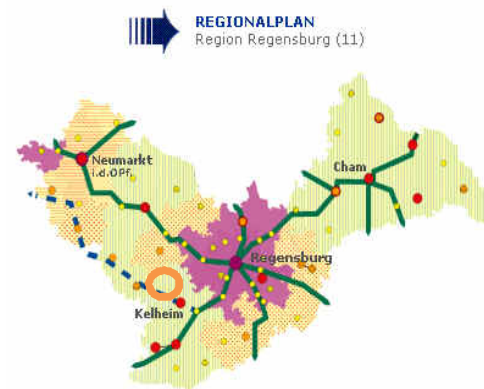 REGIONALPLAN
Region Regensburg (11)
Neumarkt
i.d.OPf.
Cham
Regensburg
Kelheim